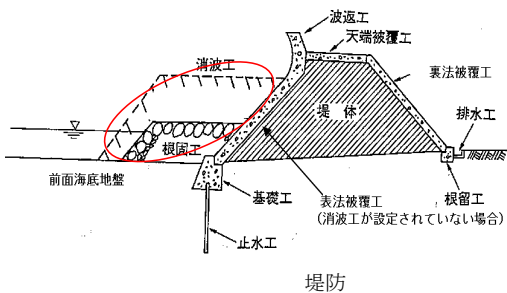 波返工
天端被覆工
消波工
裏法被覆工
堤体
排水工
根固工
前面海底地盤
基礎工
表法被覆工
(消波工が設定されていない場合)
根留工
止水工
堤防